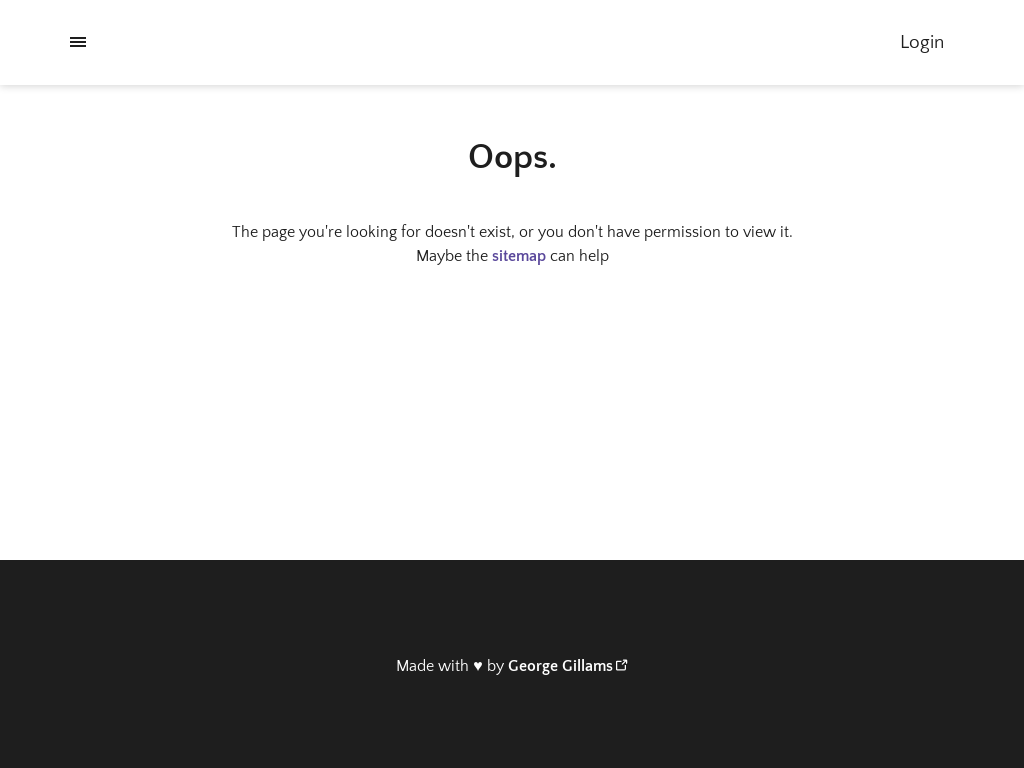 Login
Oops.
The page you're looking for doesn't exist, or you don't have permission to view it.
Maybe the sitemap can help
Made with ♥ by George Gillams